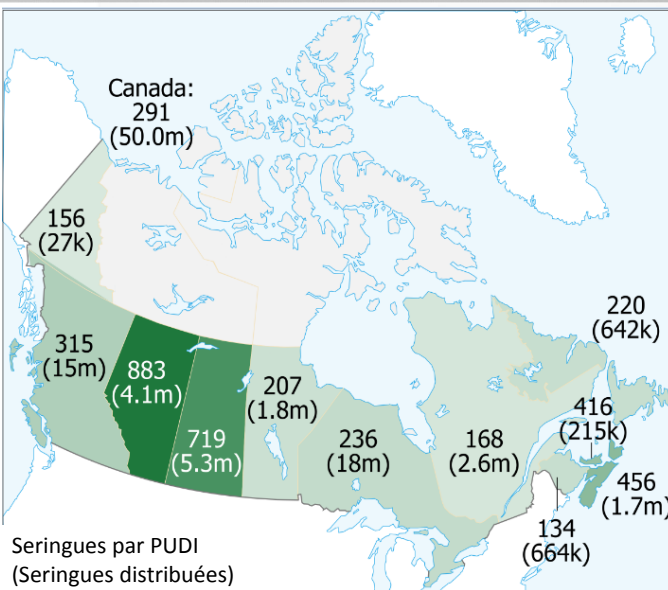 Canada:
291
(50.0m)
156
(27k)
220
(642k)
315
(15m)
883
(4.1m)
207
(1.8m)
416
(215k)
719
(5.3m)
236
(18m)
168
(2.6m)
456
(1.7m)
134
(664k)
Seringues par PUDI
(Seringues distribuées)